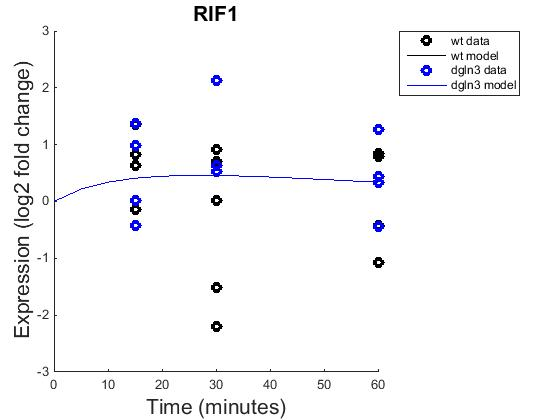 RIF1
wt data
wt model
dgln3 data
dgln3 model
Expression (log2 fold change)
3
2
1
0
-1
-2
-3
0 10 20 30 40 50 60
Time (minutes)